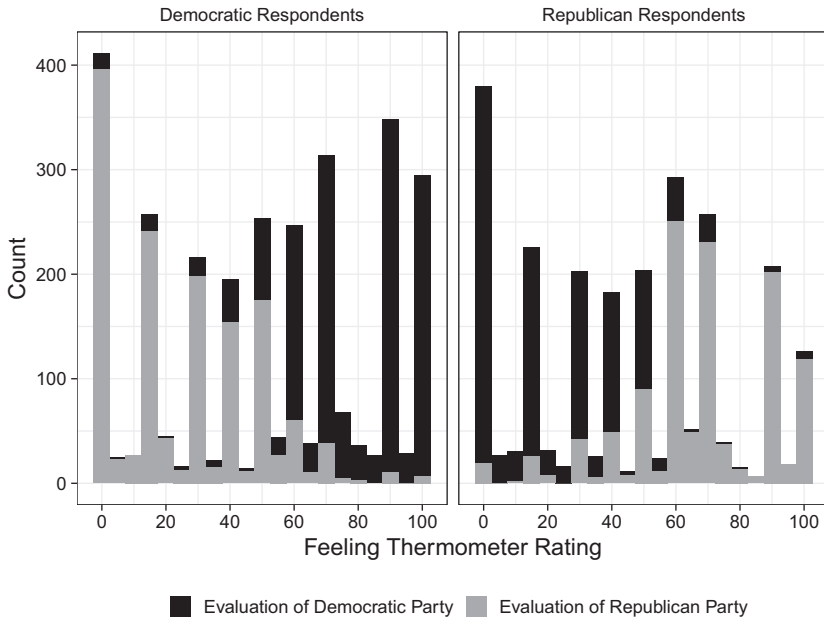 Democratic Respondents
Republican Respondents
Count
400
300
200
100
0
0 20 40 60 80 100
0 20 40 60 80 100
Feeling Thermometer Rating
Evaluation of Democratic Party
Evaluation of Republican Party